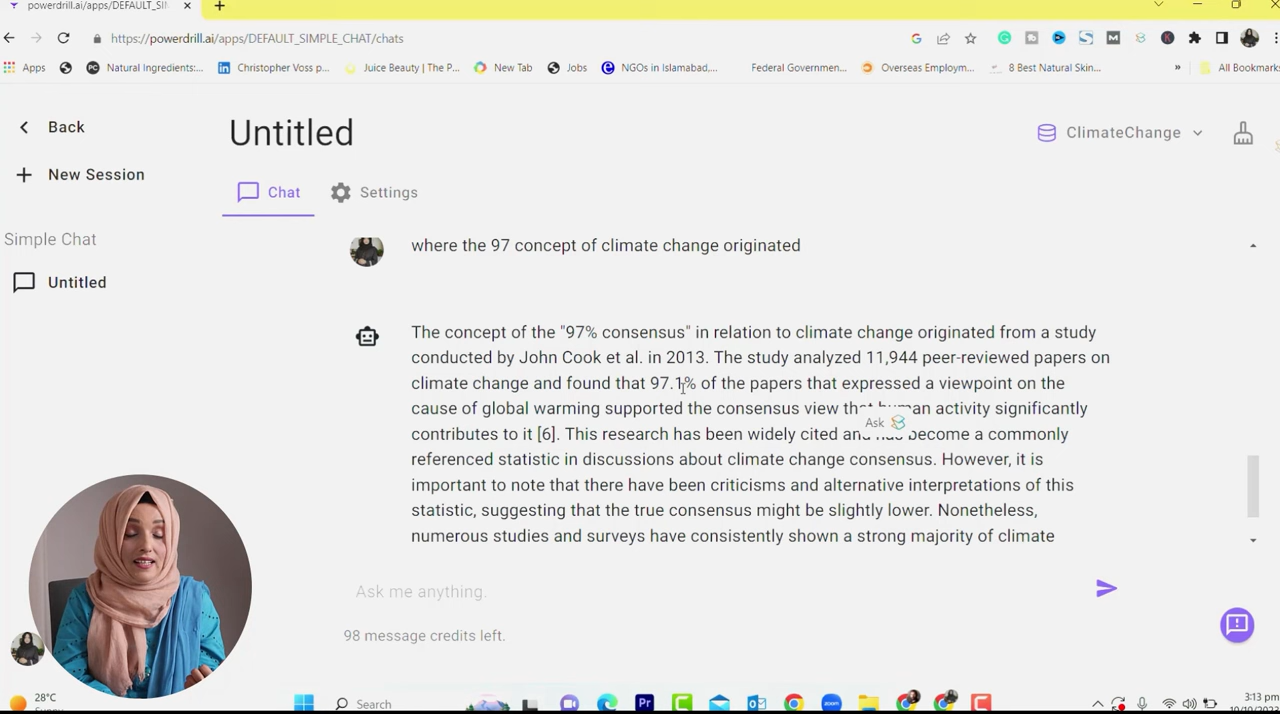 powerdrill.ai/apps/DEFAULT_SIM
https://powerdrill.ai/apps/DEFAULT_SIMPLE_CHAT/chats
Apps
Natural Ingredients:...
Christopher Voss p...
Juice Beauty | The P...
New Tab
Jobs
NGOs in Islamabad,...
Federal Governmen...
Overseas Employm...
8 Best Natural Skin...
»
All Bookmarks
Back
Untitled
ClimateChange
New Session
Chat
Settings
Simple Chat
Untitled
where the 97 concept of climate change originated
The concept of the "97% consensus" in relation to climate change originated from a study
conducted by John Cook et al. in 2013. The study analyzed 11,944 peer-reviewed papers on
climate change and found that 97.1% of the papers that expressed a viewpoint on the
cause of global warming supported the consensus view that human activity significantly
Ask
contributes to it [6]. This research has been widely cited and has become a commonly
referenced statistic in discussions about climate change consensus. However, it is
important to note that there have been criticisms and alternative interpretations of this
statistic, suggesting that the true consensus might be slightly lower. Nonetheless,
numerous studies and surveys have consistently shown a strong majority of climate
Ask me anything.
98 message credits left.
28°C
Search
Pr
zoom
3:13 pm